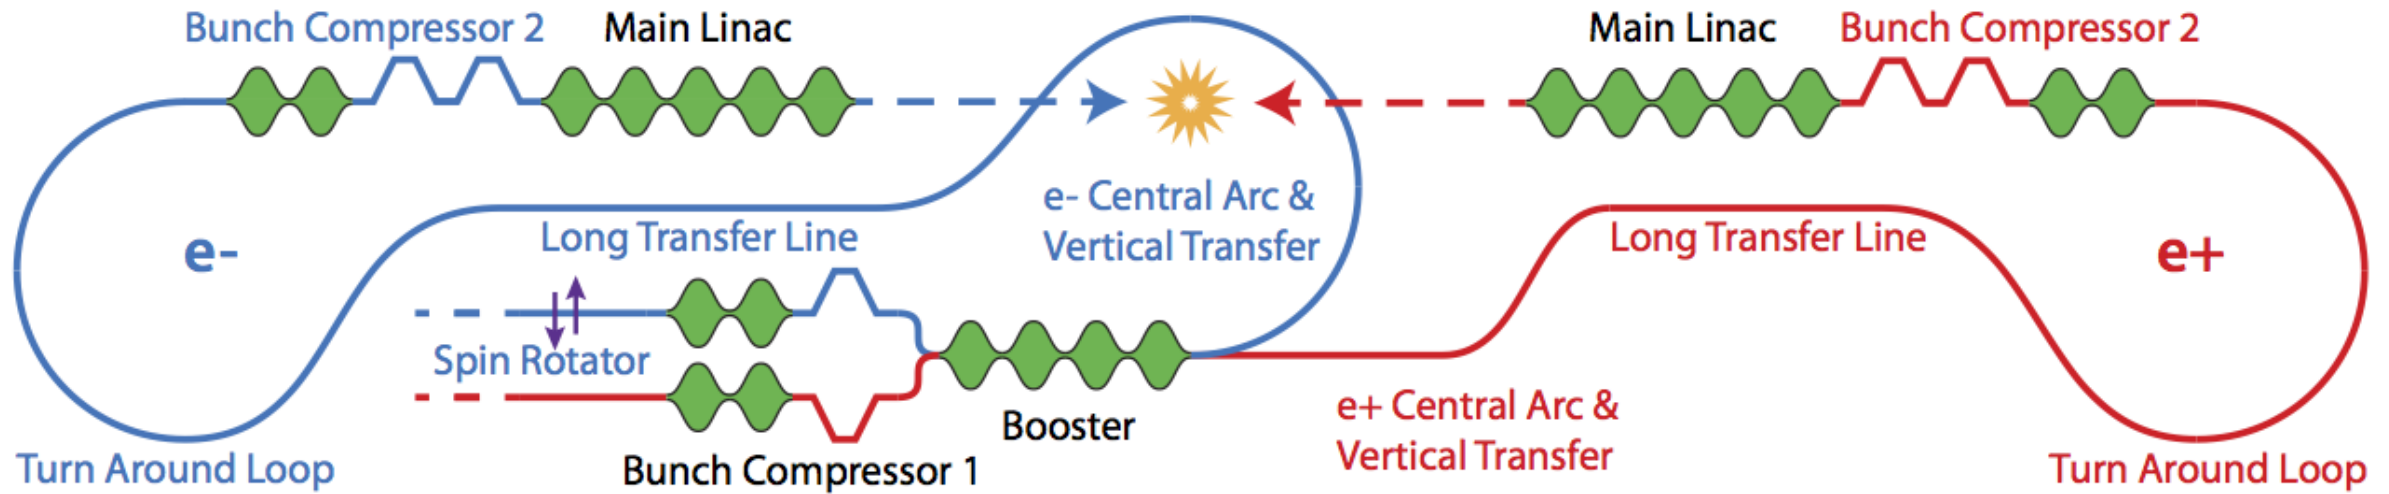 Bunch Compressor 2
Main Linac
Main Linac
Bunch Compressor 2
e- Central Arc &
Vertical Transfer
e-
Long Transfer Line
Long Transfer Line
e+
Spin Rotator
Booster
e+ Central Arc &
Vertical Transfer
Turn Around Loop
Bunch Compressor 1
Turn Around Loop